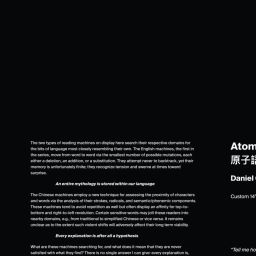 The two types of reading machines on display here search their respective domains for
the bits of language most closely resembling their own. The English machines, the first in
the series, move from word to word via the smallest number of possible mutations, each
either a deletion, an addition, or a substitution. They attempt never to backtrack, yet their
memory is unfortunately finite; they recognize tension and sworne at times toward
surprise.
An entire mythology is stored within our language
The Chinese machines employ a new technique for assessing the proximity of characters
and words via the analysis of their strokes, radicals, and semantic/phonemic components.
These machines tend to avoid repetition as well but often display an affinity for top-to-
bottom and right-to-left revolution. Certain sensitive words may jolt these readers into
nearby domains, e.g., from traditional to simplified Chinese or vice versa. It remains
unclear as to the extent such violent shifts will adversely affect their long-term viability.
Every explanation is after all a hypothesis
What are these machines searching for, and what does it mean that they are never
satisfied with what they find? There is no single answer I can give: every explanation is,
Atom
原子語
Daniel
Custom 14"
"Tell me ho